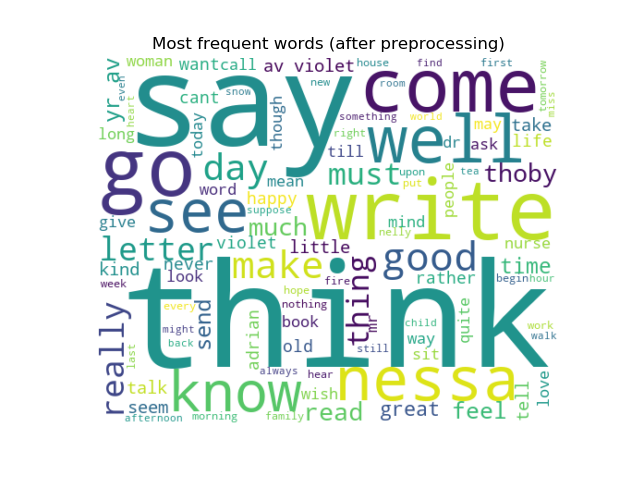 Most frequent words (after preprocessing)
woman wantcall av violet house find first
even snow cant say new room come tomorrow
yr av heart today though something world miss
long right well may take
till dr ask life
go day mean must upon tea people thoby
word happy put
give see much suppose mind nelly write
letter violet little good nurse
kind never look make thing rather time
week hope fire nothing begin hour
every think
really might back send adrian book mr still child way quite work walk
last old sit
always hear
talk know wish nessa tell love
seem read great feel
afternoon morning family